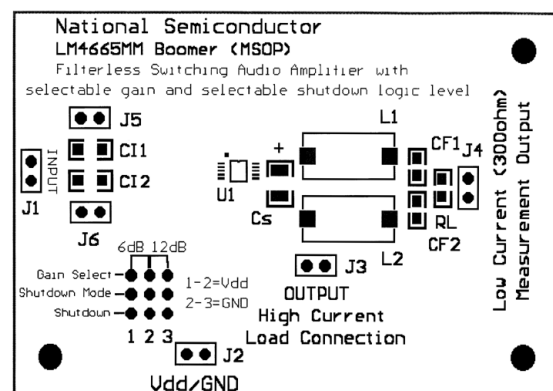 National Semiconductor
LM4665MM Boomer (MSOP)
Filterless Switching Audio Amplifier with
selectable gain and selectable shutdown logic level
J5
CI1
INPUT
CI2
J1
J6
+
U1
Cs
L1
CF1
J4
RL
CF2
L2
J3
OUTPUT
High Current
Load Connection
Low Current (300ohm)
Measurement Output
6dB 12dB
Gain Select
Shutdown Mode
Shutdown
1-2=Vdd
2-3=GND
1 2 3
J2
Vdd/GND